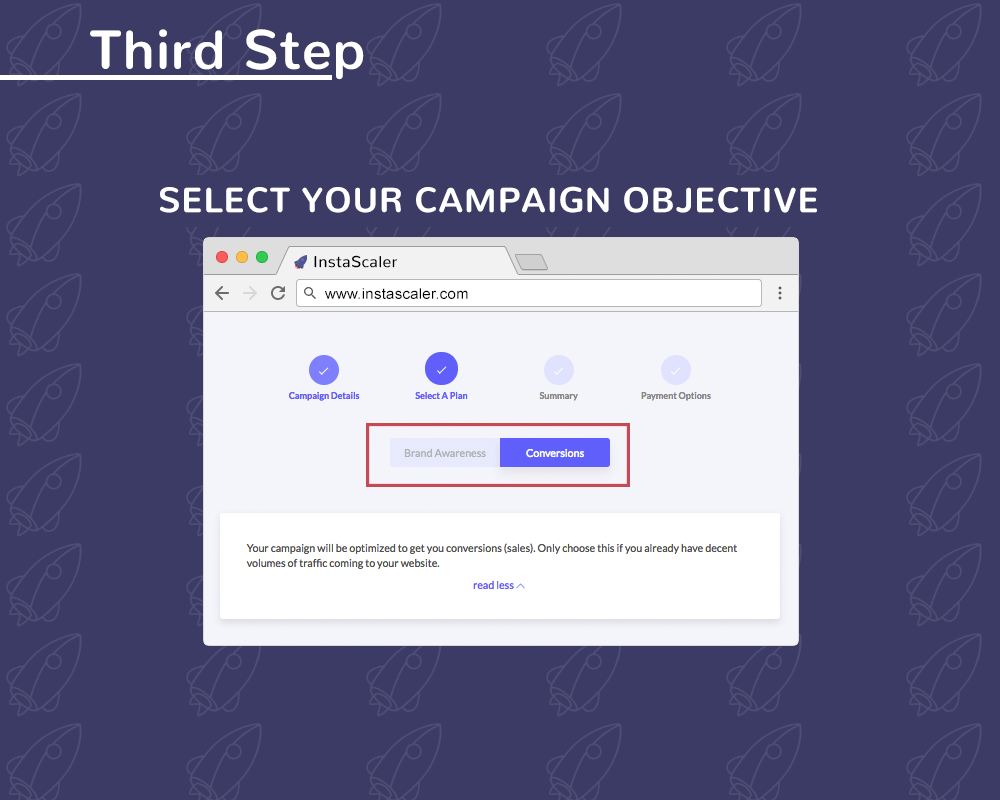 Third Step
SELECT YOUR CAMPAIGN OBJECTIVE
InstaScaler
www.instascaler.com
Campaign Details
Select A Plan
Summary
Payment Options
Brand Awareness
Conversions
Your campaign will be optimized to get you conversions (sales). Only choose this if you already have decent
volumes of traffic coming to your website.
read less